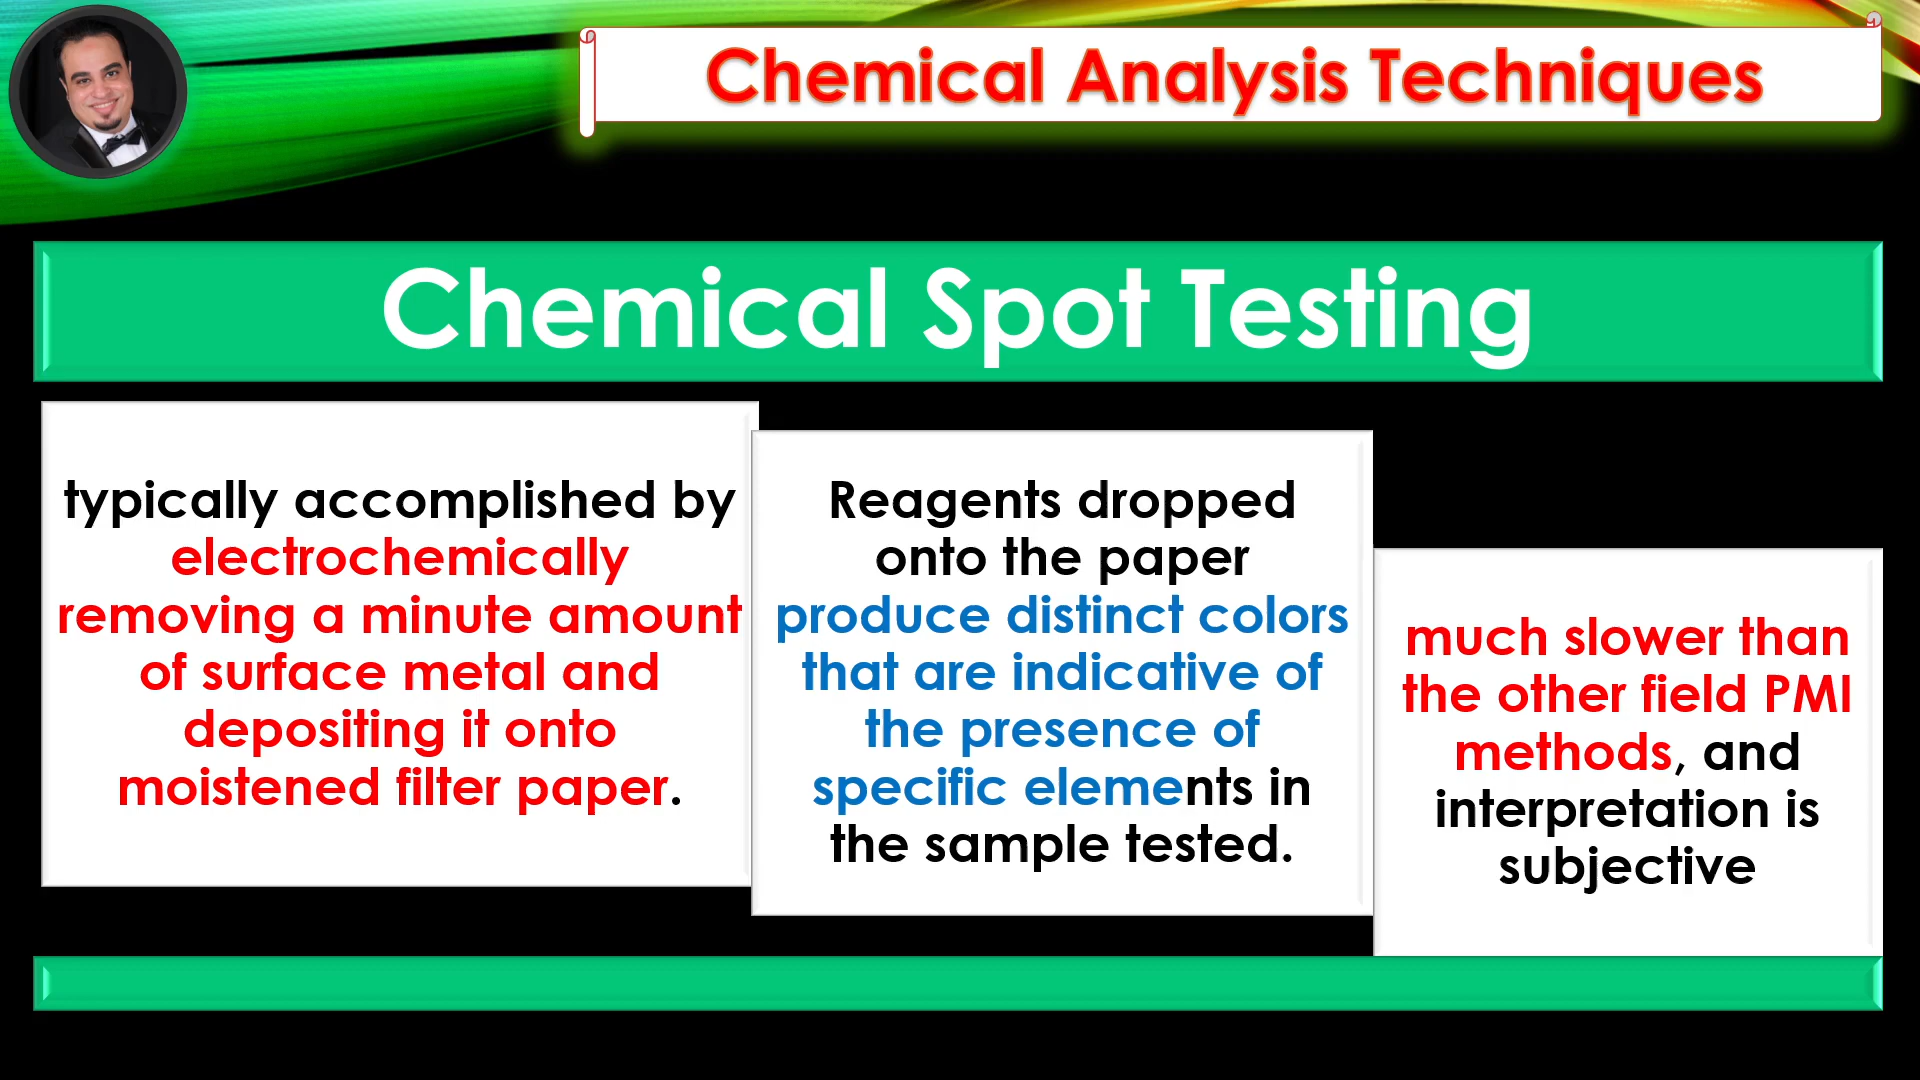 Chemical Analysis Techniques
Chemical Spot Testing
typically accomplished by
electrochemically
removing a minute amount
of surface metal and
depositing it onto
moistened filter paper.
Reagents dropped
onto the paper
produce distinct colors
that are indicative of
the presence of
specific elements in
the sample tested.
much slower than
the other field PMI
methods, and
interpretation is
subjective